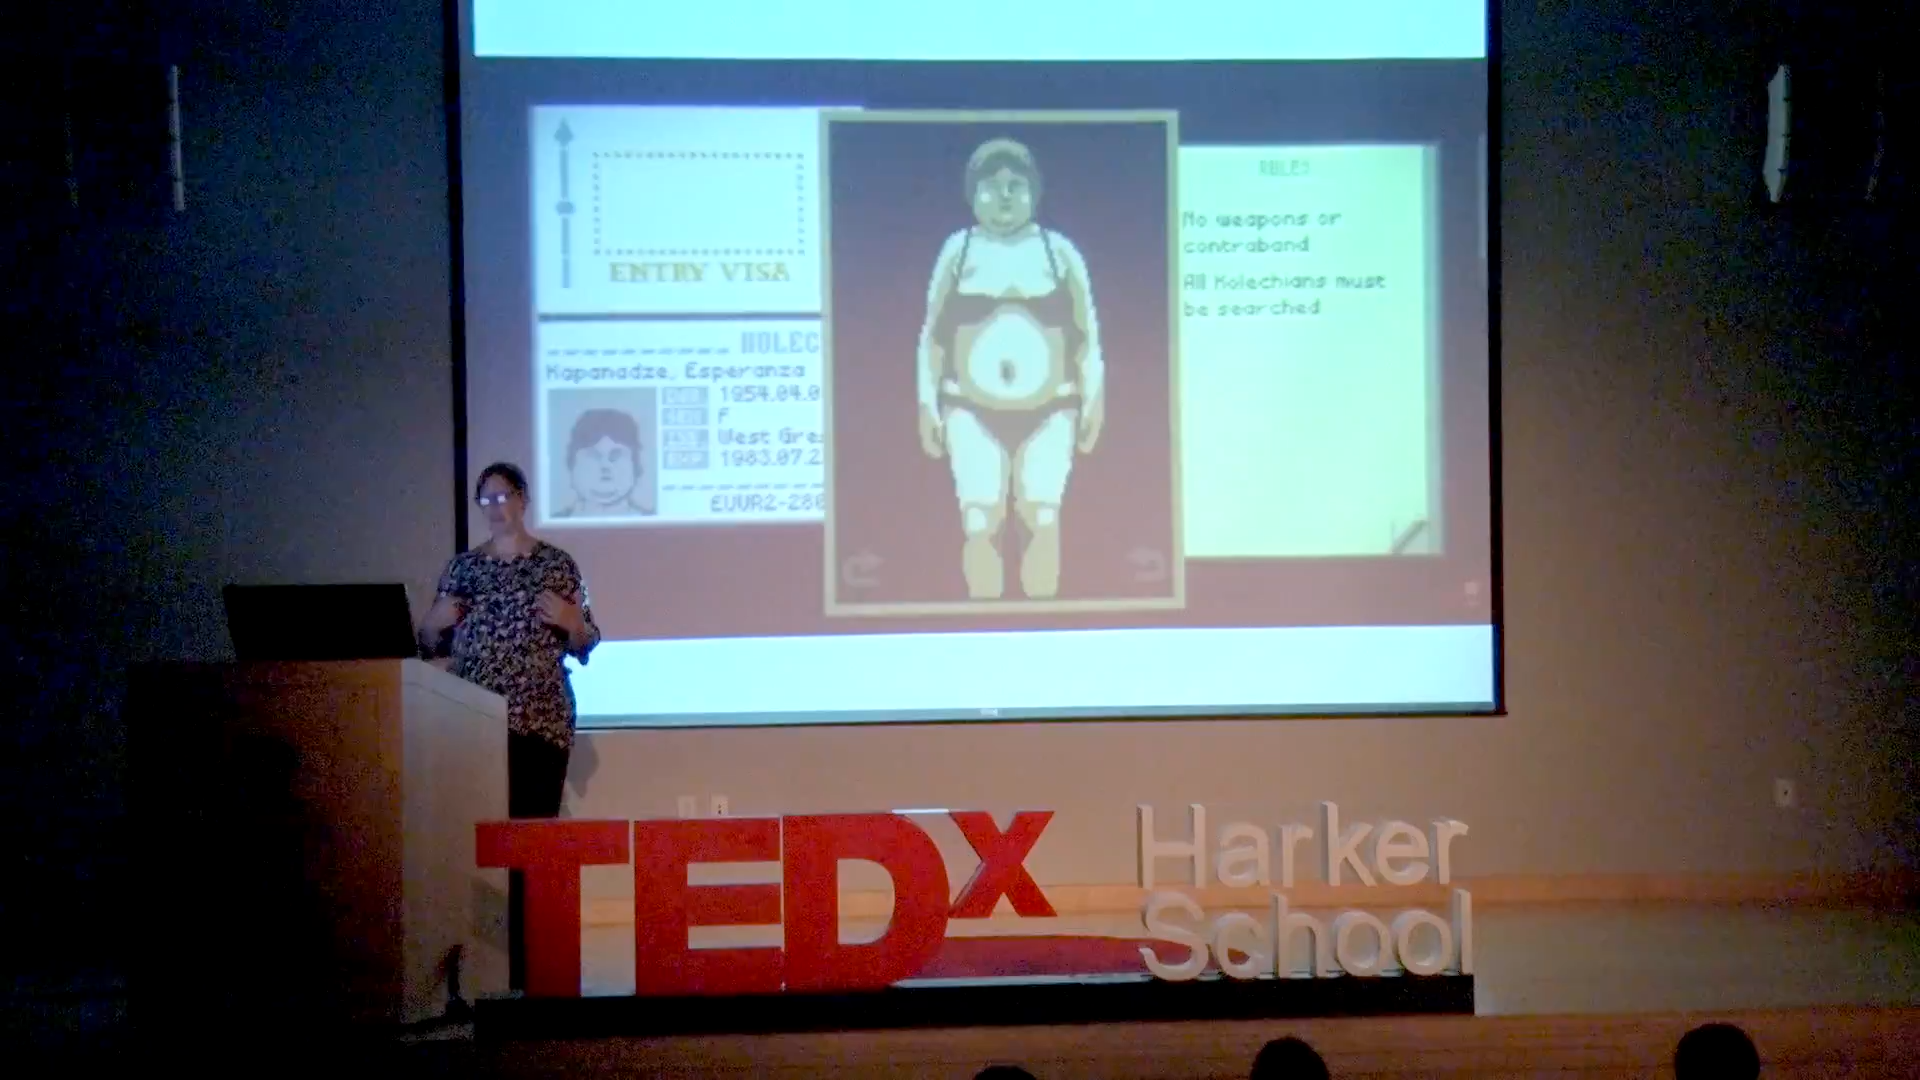 ENTRY VISA
KOLEC
Kapanadze, Esperanza
1954.04.0
F
West Gre
1983.07.2
EUVR2-280
RULES
No weapons or
contraband
All Kolechians must
be searched
TEDx
Harker
School